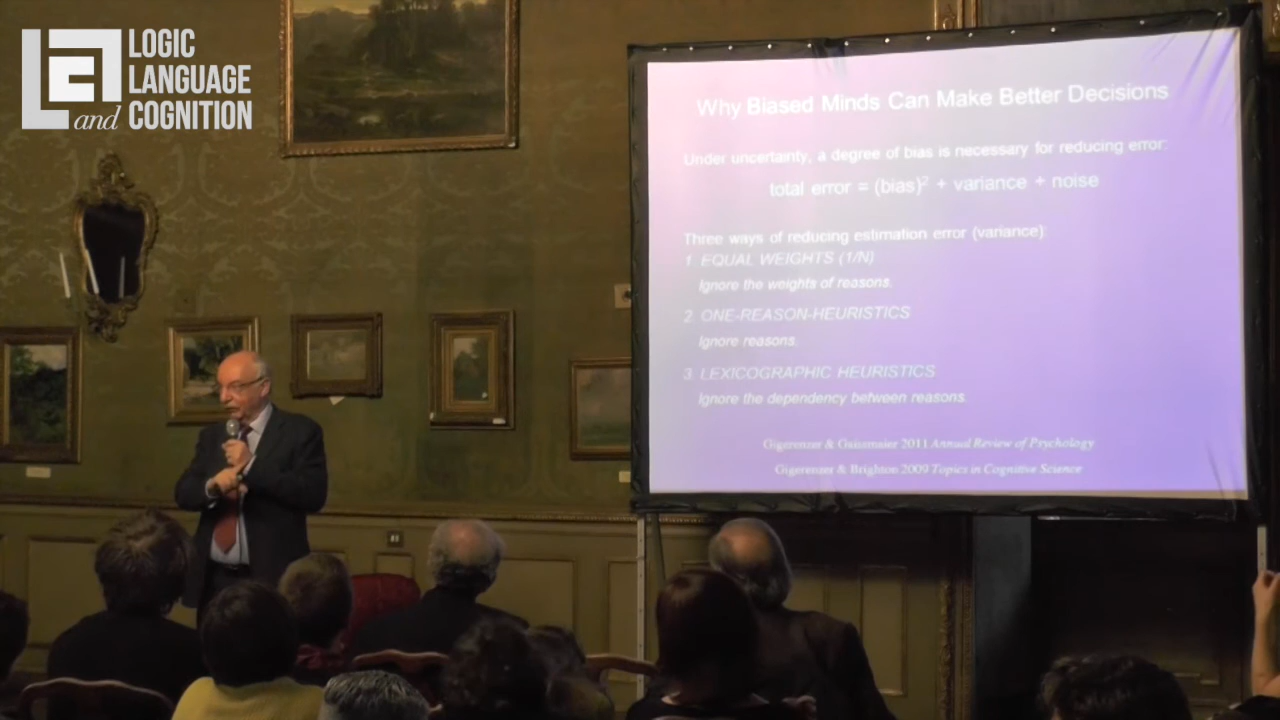 LOGIC
LANGUAGE
and COGNITION
Why Biased Minds Can Make Better Decisions
Under uncertainty, a degree of bias is necessary for reducing error:
total error = (bias)² + variance + noise
Three ways of reducing estimation error (variance):
1. EQUAL WEIGHTS (1/N)
Ignore the weights of reasons.
2. ONE-REASON-HEURISTICS
Ignore reasons.
3. LEXICOGRAPHIC HEURISTICS
Ignore the dependency between reasons.
Gigerenzer & Gaissmaier 2011 Annual Review of Psychology
Gigerenzer & Brighton 2009 Topics in Cognitive Science